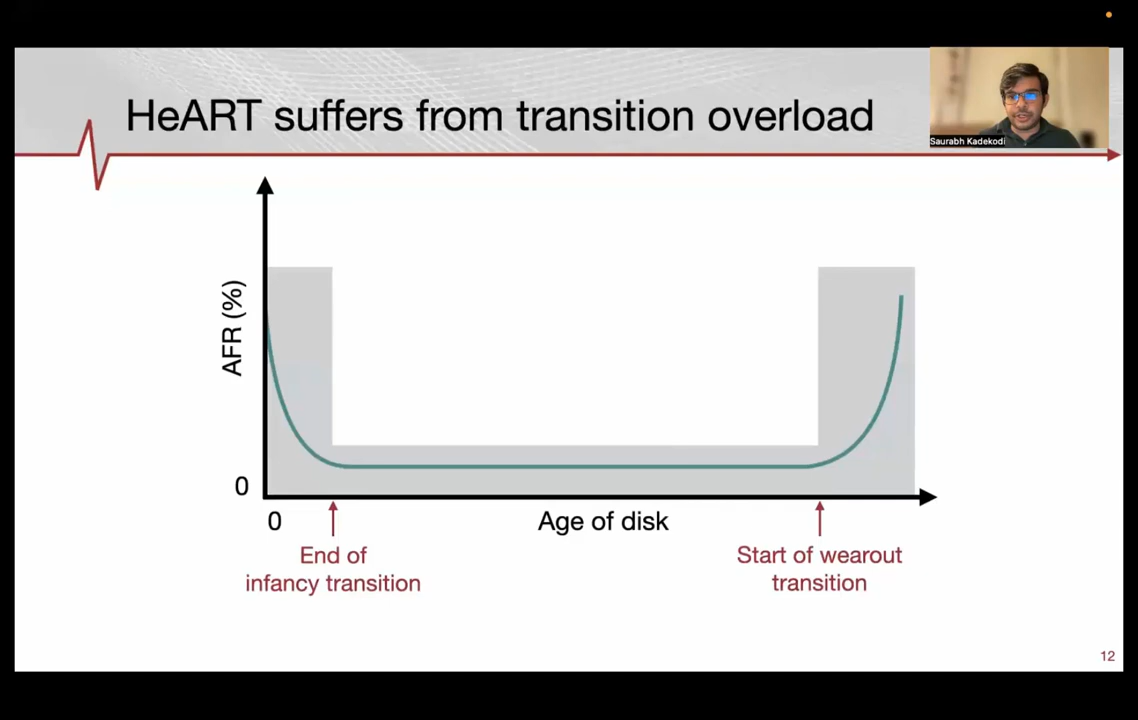 HeART suffers from transition overload
Saurabh Kadekodi
AFR (%)
0
0
Age of disk
End of
infancy transition
Start of wearout
transition
12